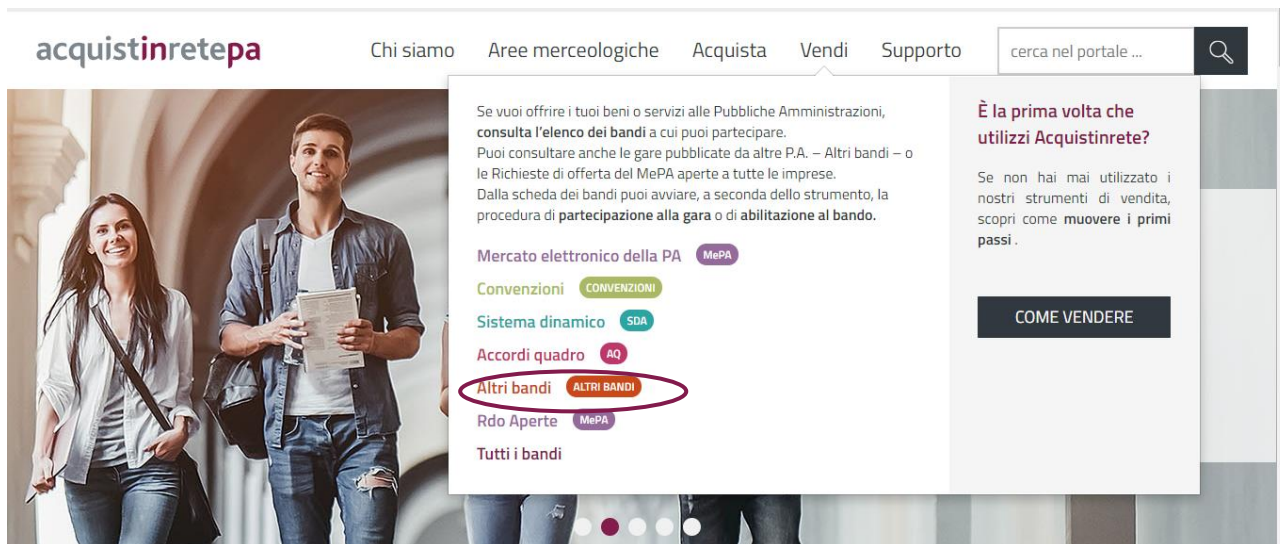 acquistinretepa
Chi siamo Aree merceologiche Acquista Vendi Supporto
cerca nel portale ...
Se vuoi offrire i tuoi beni o servizi alle Pubbliche Amministrazioni,
consulta l'elenco dei bandi a cui puoi partecipare.
Puoi consultare anche le gare pubblicate da altre P.A. – Altri bandi – o
le Richieste di offerta del MePA aperte a tutte le imprese.
Dalla scheda dei bandi puoi avviare, a seconda dello strumento, la
procedura di partecipazione alla gara o di abilitazione al bando.
Mercato elettronico della PA MePA
Convenzioni CONVENZIONI
Sistema dinamico SDA
Accordi quadro AQ
Altri bandi ALTRI BANDI
Rdo Aperte MePA
Tutti i bandi
È la prima volta che
utilizzi Acquistinrete?
Se non hai mai utilizzato i
nostri strumenti di vendita,
scopri come muovere i primi
passi .
COME VENDERE